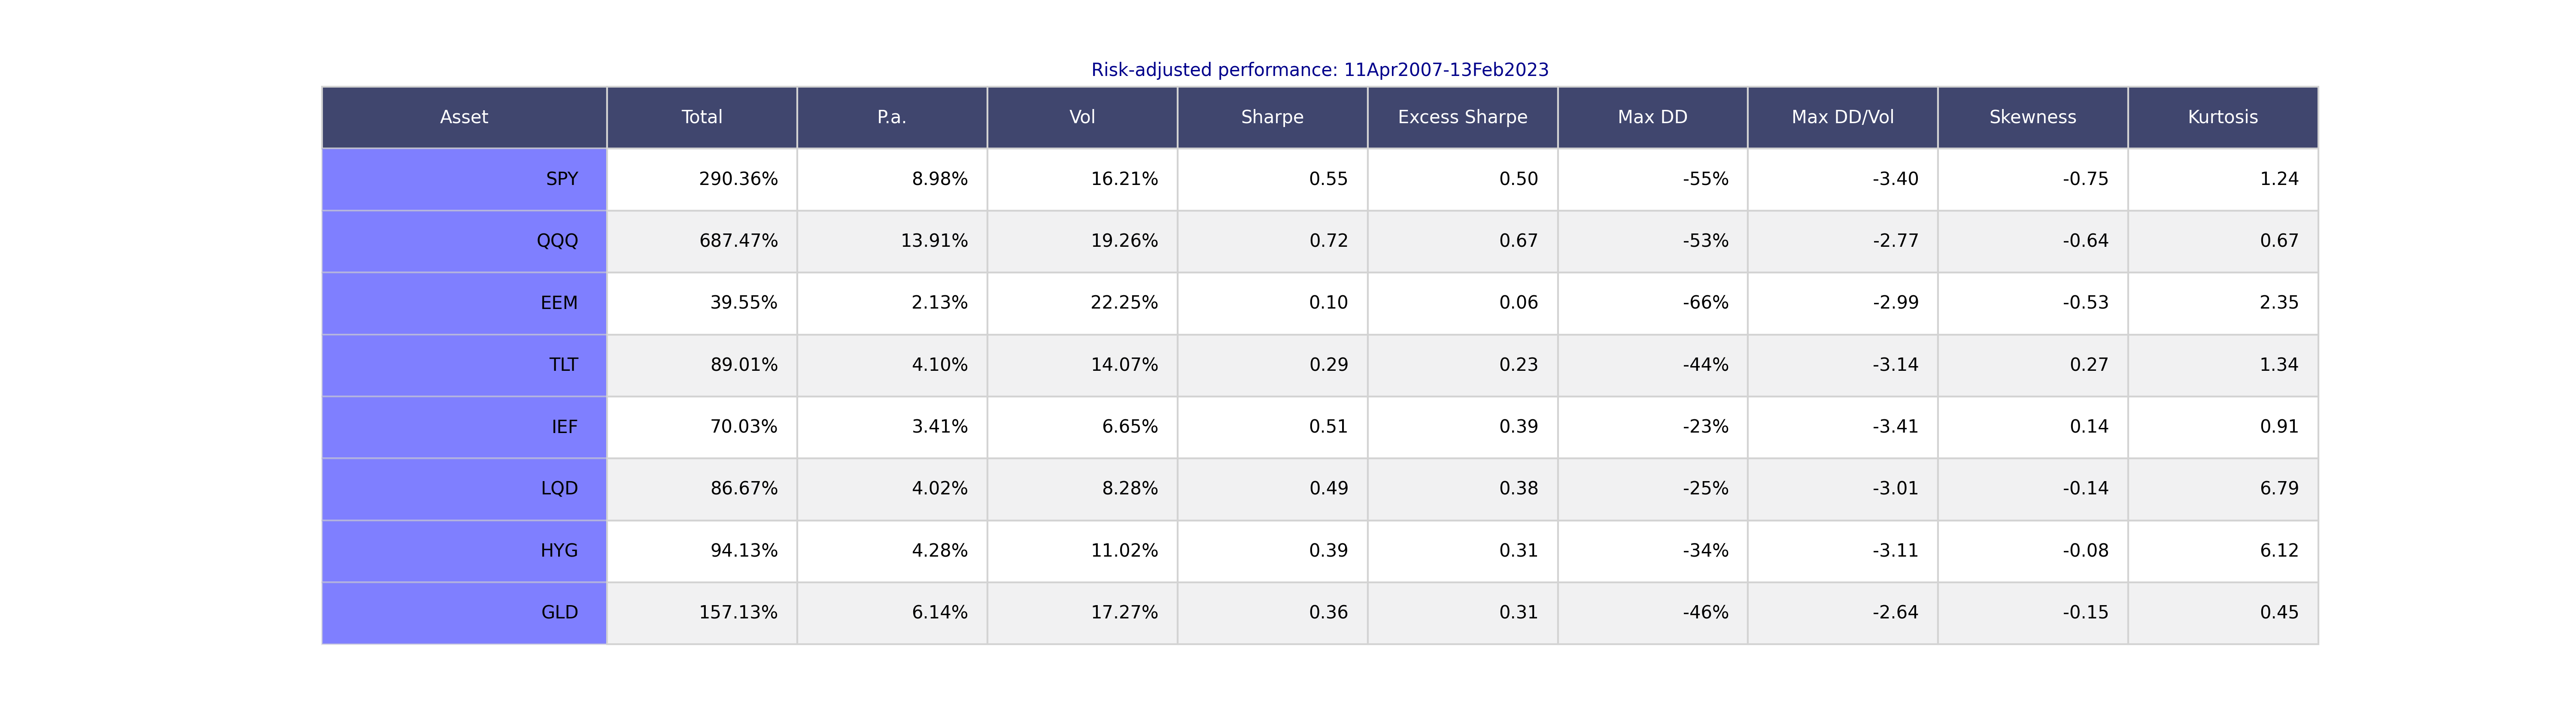 Risk-adjusted performance: 11Apr2007-13Feb2023
Asset Total P.a. Vol Sharpe Excess Sharpe Max DD Max DD/Vol Skewness Kurtosis
SPY 290.36% 8.98% 16.21% 0.55 0.50 -55% -3.40 -0.75 1.24
QQQ 687.47% 13.91% 19.26% 0.72 0.67 -53% -2.77 -0.64 0.67
EEM 39.55% 2.13% 22.25% 0.10 0.06 -66% -2.99 -0.53 2.35
TLT 89.01% 4.10% 14.07% 0.29 0.23 -44% -3.14 0.27 1.34
IEF 70.03% 3.41% 6.65% 0.51 0.39 -23% -3.41 0.14 0.91
LQD 86.67% 4.02% 8.28% 0.49 0.38 -25% -3.01 -0.14 6.79
HYG 94.13% 4.28% 11.02% 0.39 0.31 -34% -3.11 -0.08 6.12
GLD 157.13% 6.14% 17.27% 0.36 0.31 -46% -2.64 -0.15 0.45